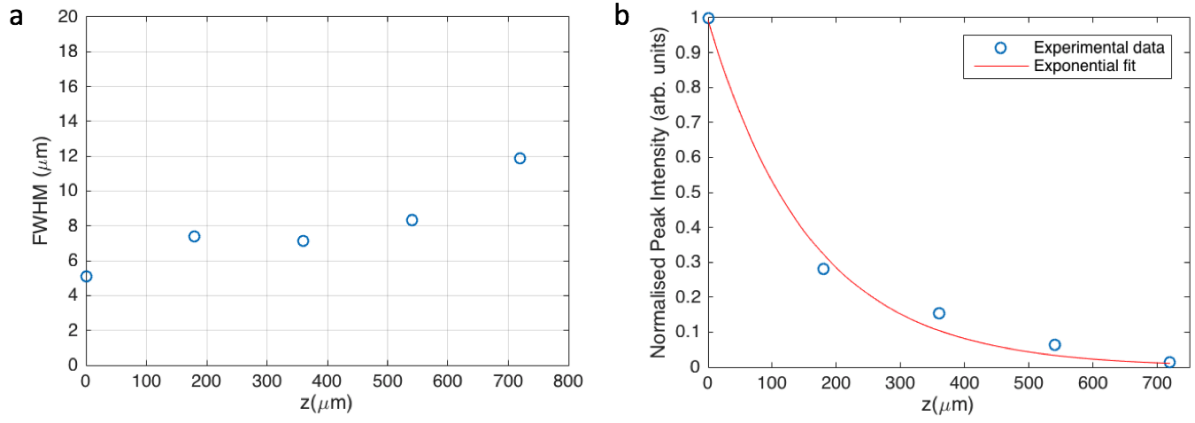 a
20
18
16
14
12
10
8
6
4
2
0
FWHM (μm)
0 100 200 300 400 500 600 700 800
z(μm)
b
1
0.9
0.8
0.7
0.6
0.5
0.4
0.3
0.2
0.1
0
Normalised Peak Intensity (arb. units)
Experimental data
Exponential fit
0 100 200 300 400 500 600 700
z(μm)